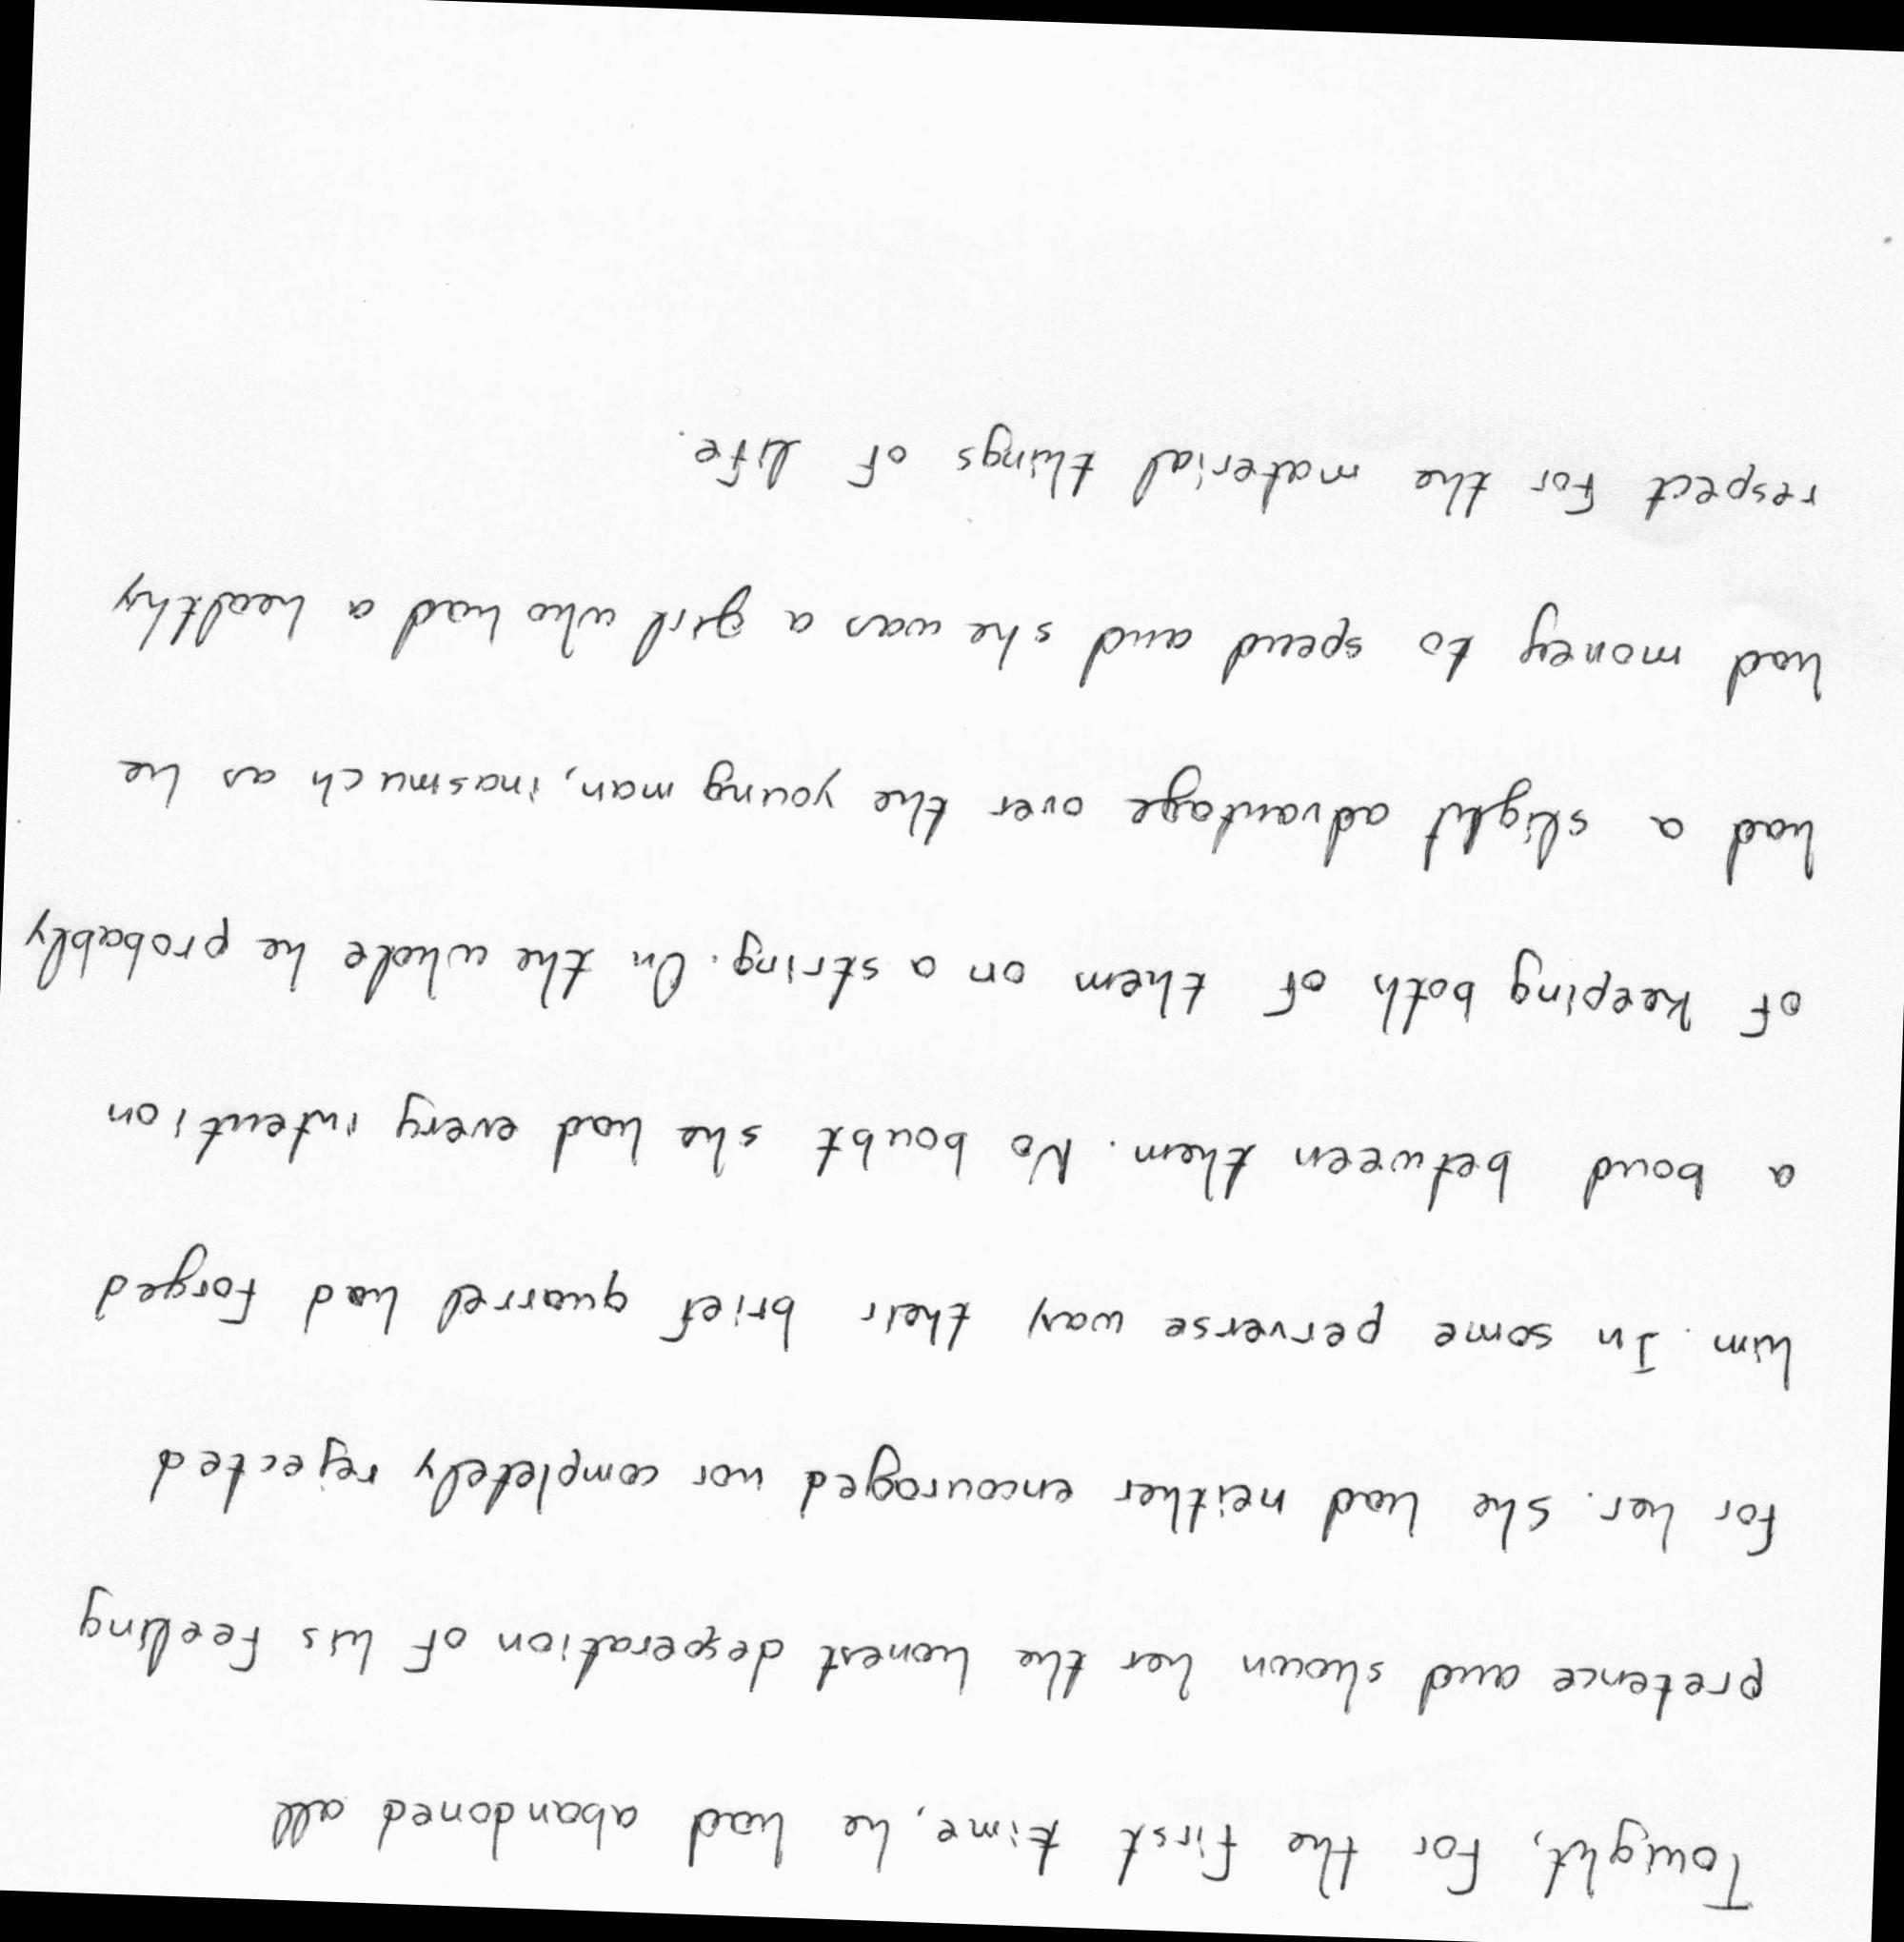 Tonight, for the first time, he had abandoned all
pretence and shown her the honest desperation of his feeling
for her. She had neither encouraged nor completely rejected
him. In some perverse way their brief quarrel had forged
a bond between them. No boubt she had every intention
of keeping both of them on a string. On the whole he probably
had a slight advantage over the young man, inasmuch as he
had money to spend and she was a girl who had a healthy
respect for the material things of life.